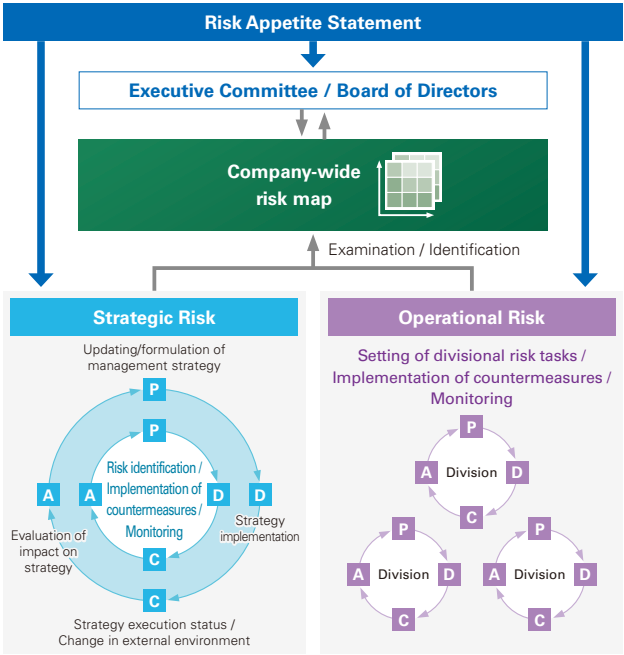 Risk Appetite Statement
Executive Committee / Board of Directors
Company-wide
risk map
Examination / Identification
Strategic Risk
Updating/formulation of
management strategy
P
P
Risk identification /
Implementation of
countermeasures /
Monitoring
A
A
D
D
Evaluation of
impact on
strategy
Strategy
implementation
C
C
Strategy execution status /
Change in external environment
Operational Risk
Setting of divisional risk tasks /
Implementation of countermeasures /
Monitoring
P
A
Division
D
C
P
A
Division
D
C
P
A
Division
D
C